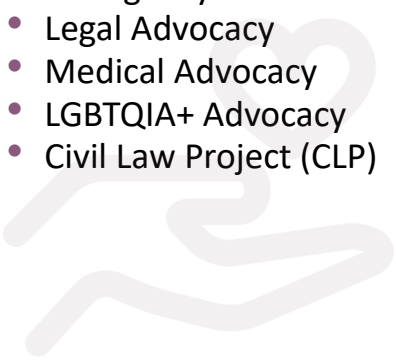 • Legal Advocacy
• Medical Advocacy
• LGBTQIA+ Advocacy
• Civil Law Project (CLP)